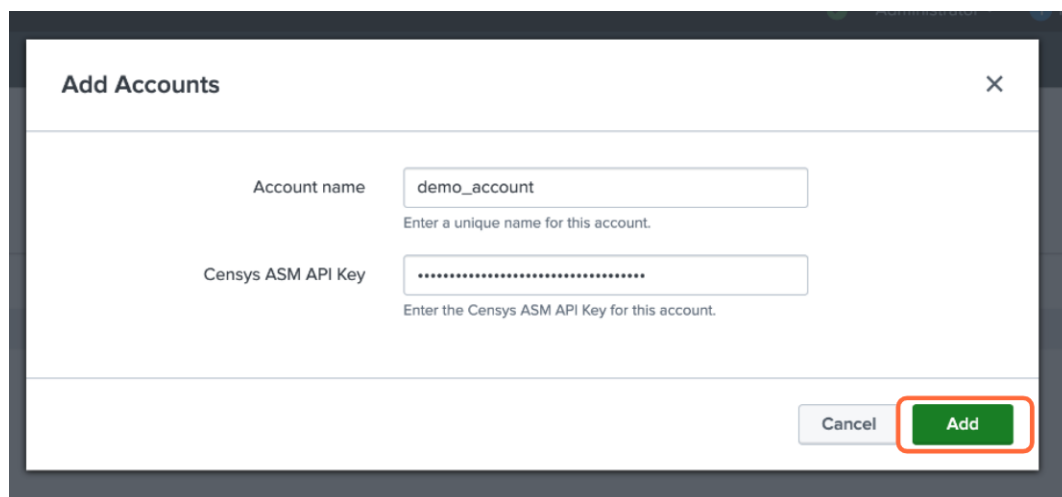 Administrator
Add Accounts
Account name
demo_account
Enter a unique name for this account.
Censys ASM API Key
••••••••••••••••••••••••••••••••••••
Enter the Censys ASM API Key for this account.
Cancel
Add